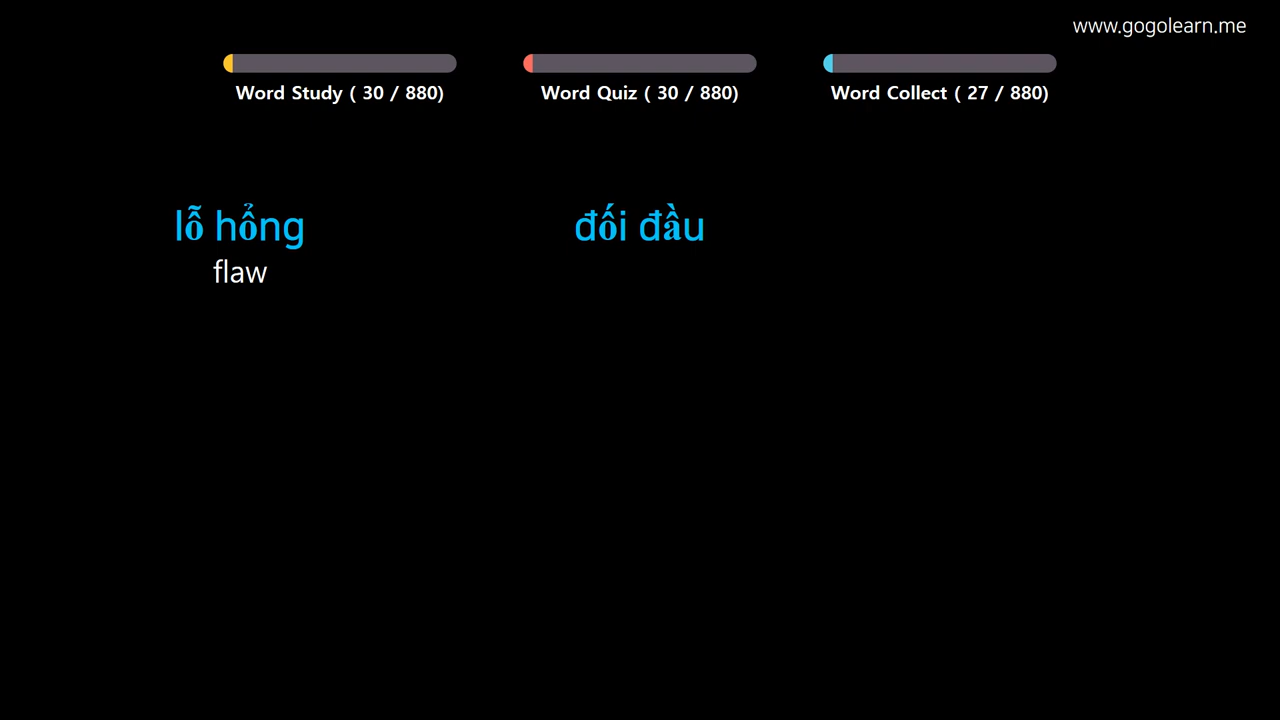 www.gogolearn.me
Word Study ( 30 / 880)
Word Quiz ( 30 / 880)
Word Collect ( 27 / 880)
lỗ hổng
đối đầu
flaw